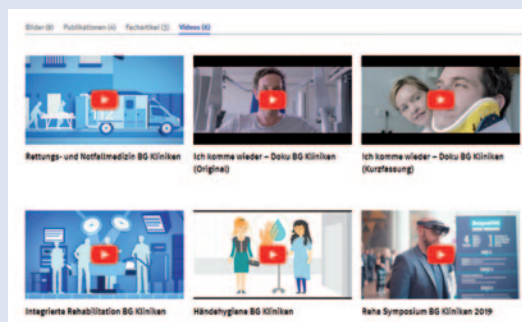 Bilder (8) Publikationen (4) Fachartikel (3) Videos (6)
112
Rettungs- und Notfallmedizin BG Kliniken
Ich komme wieder – Doku BG Kliniken
(Original)
Ich komme wieder – Doku BG Kliniken
(Kurzfassung)
Integrierte Rehabilitation BG Kliniken
Händehygiene BG Kliniken
Reha Symposium BG Kliniken 2019